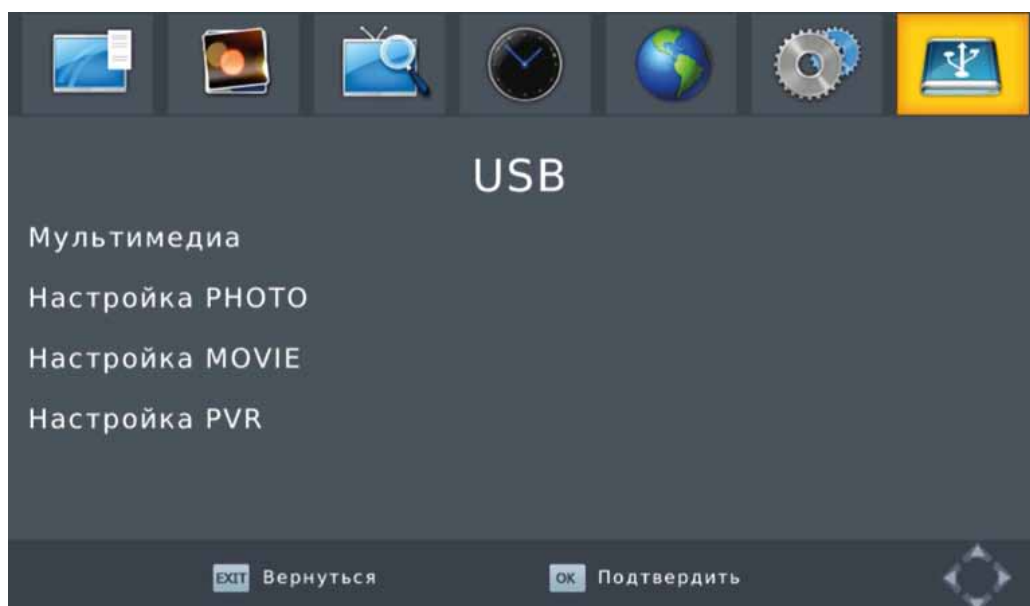 USB
Мультимедиа
Настройка PHOTO
Настройка MOVIE
Настройка PVR
EXIT Вернуться OK Подтвердить